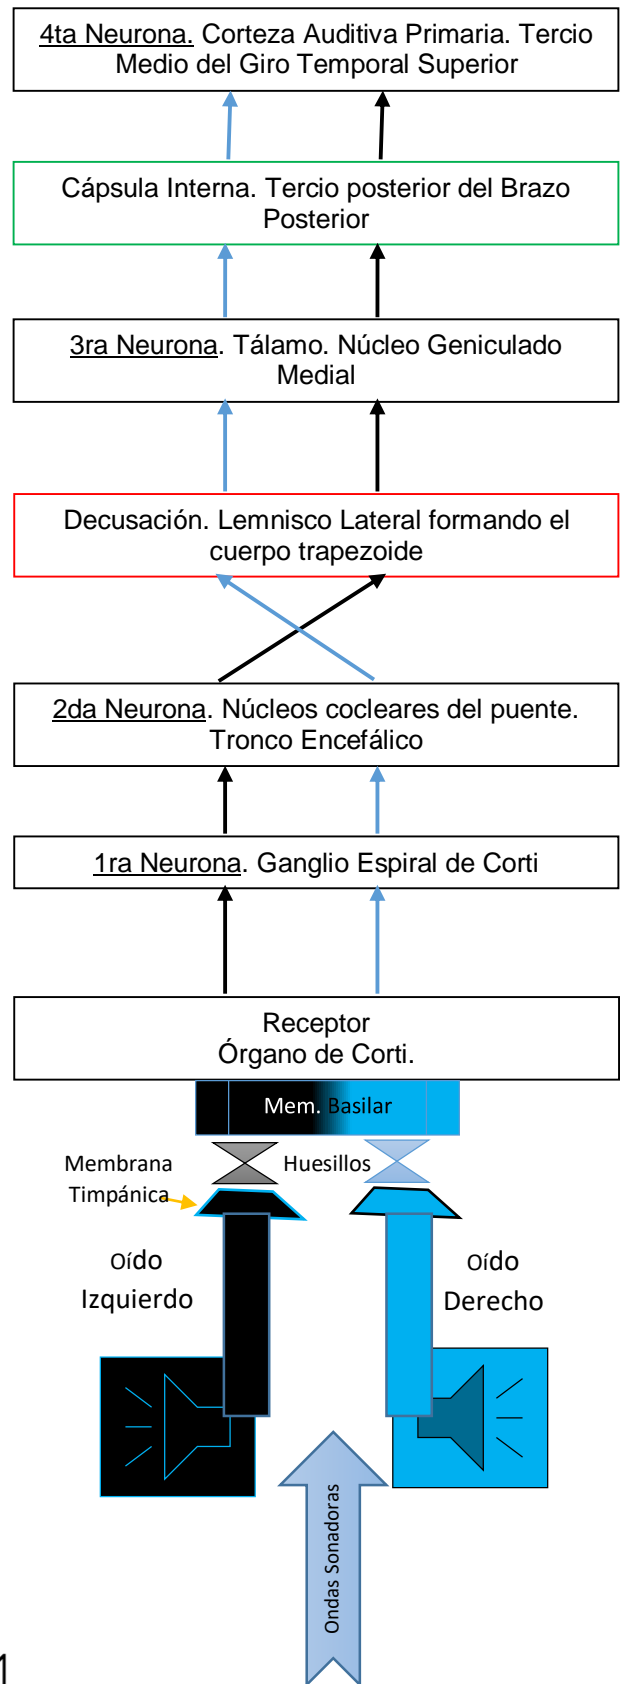 4ta Neurona. Corteza Auditiva Primaria. Tercio
Medio del Giro Temporal Superior
Cápsula Interna. Tercio posterior del Brazo
Posterior
3ra Neurona. Tálamo. Núcleo Geniculado
Medial
Decusación. Lemnisco Lateral formando el
cuerpo trapezoide
2da Neurona. Núcleos cocleares del puente.
Tronco Encefálico
1ra Neurona. Ganglio Espiral de Corti
Receptor
Órgano de Corti.
Mem. Basilar
Membrana
Timpánica
Huesillos
Oído
Izquierdo
Oído
Derecho
Ondas Sonadoras
1